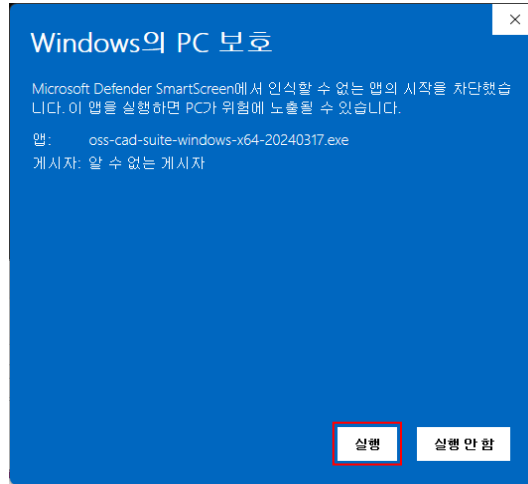 Windows의 PC 보호
Microsoft Defender SmartScreen에서 인식할 수 없는 앱의 시작을 차단했습
니다. 이 앱을 실행하면 PC가 위험에 노출될 수 있습니다.
앱: oss-cad-suite-windows-x64-20240317.exe
게시자: 알 수 없는 게시자
실행 실행 안 함